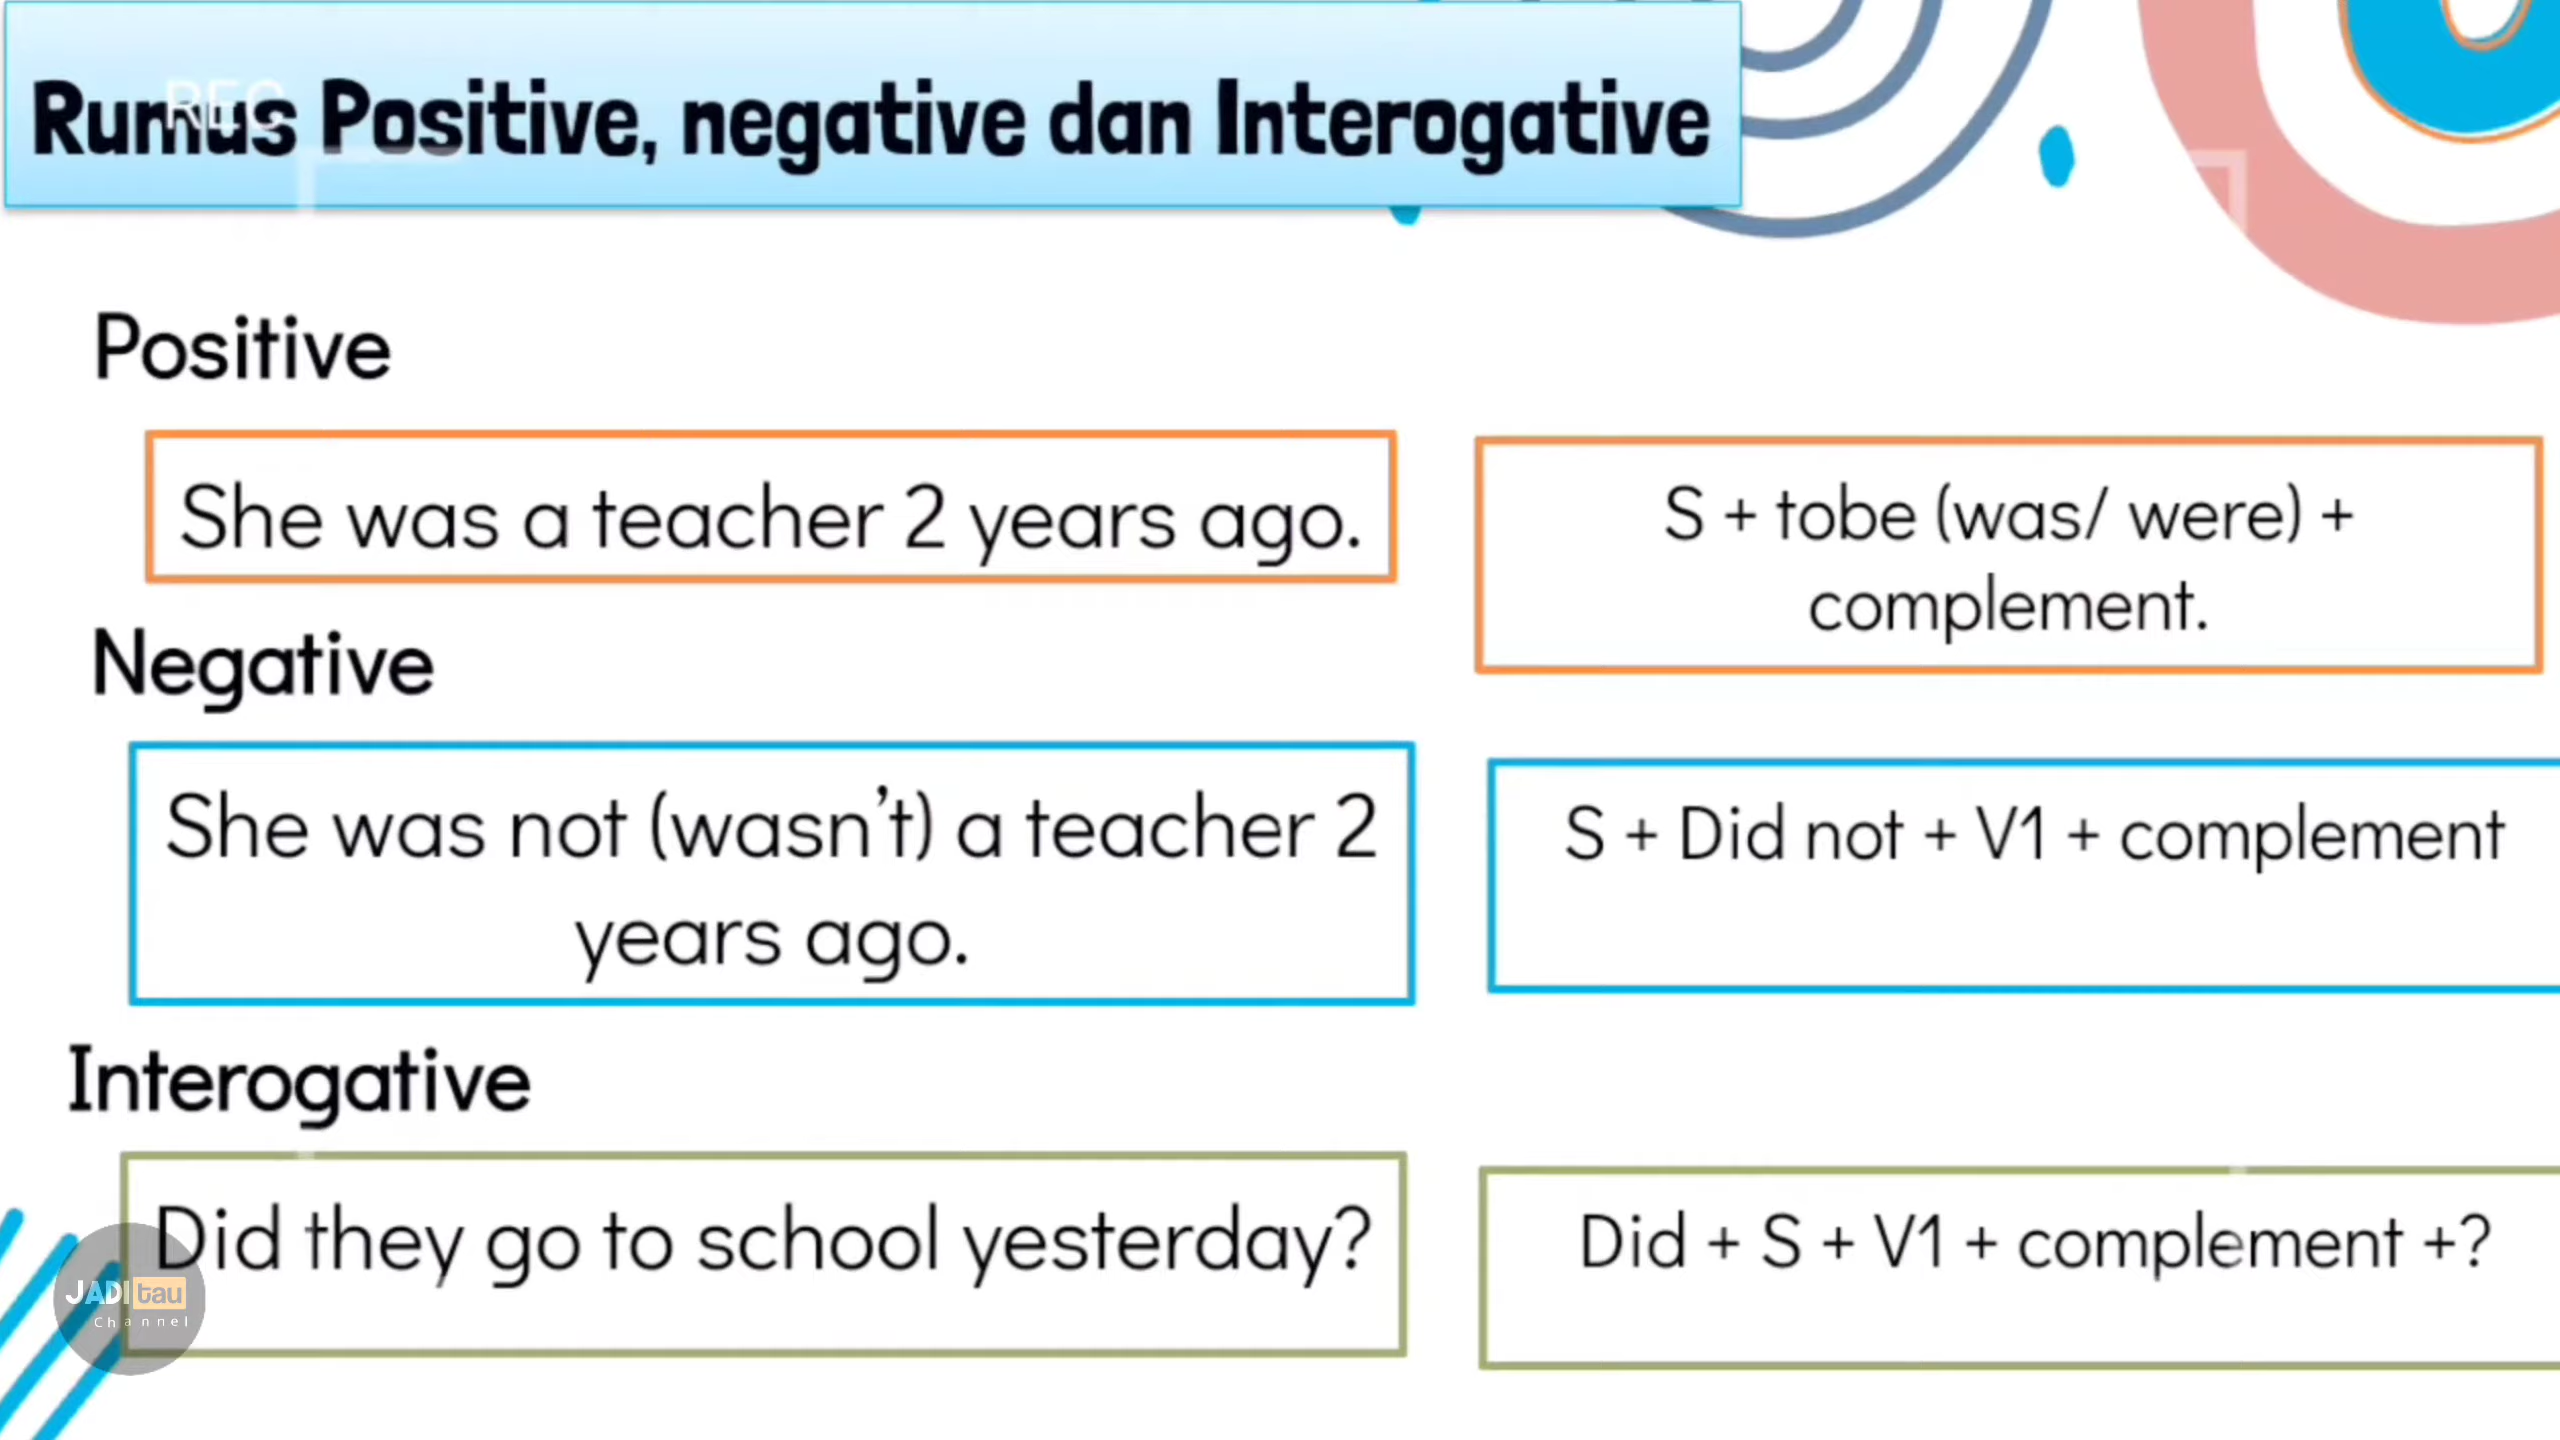 REC
Rumus Positive, negative dan Interogative
Positive
She was a teacher 2 years ago.
S + tobe (was/ were) +
complement.
Negative
She was not (wasn't) a teacher 2
years ago.
S + Did not + V1 + complement
Interogative
Did they go to school yesterday?
Did + S + V1 + complement +?
JADI tau
Channel